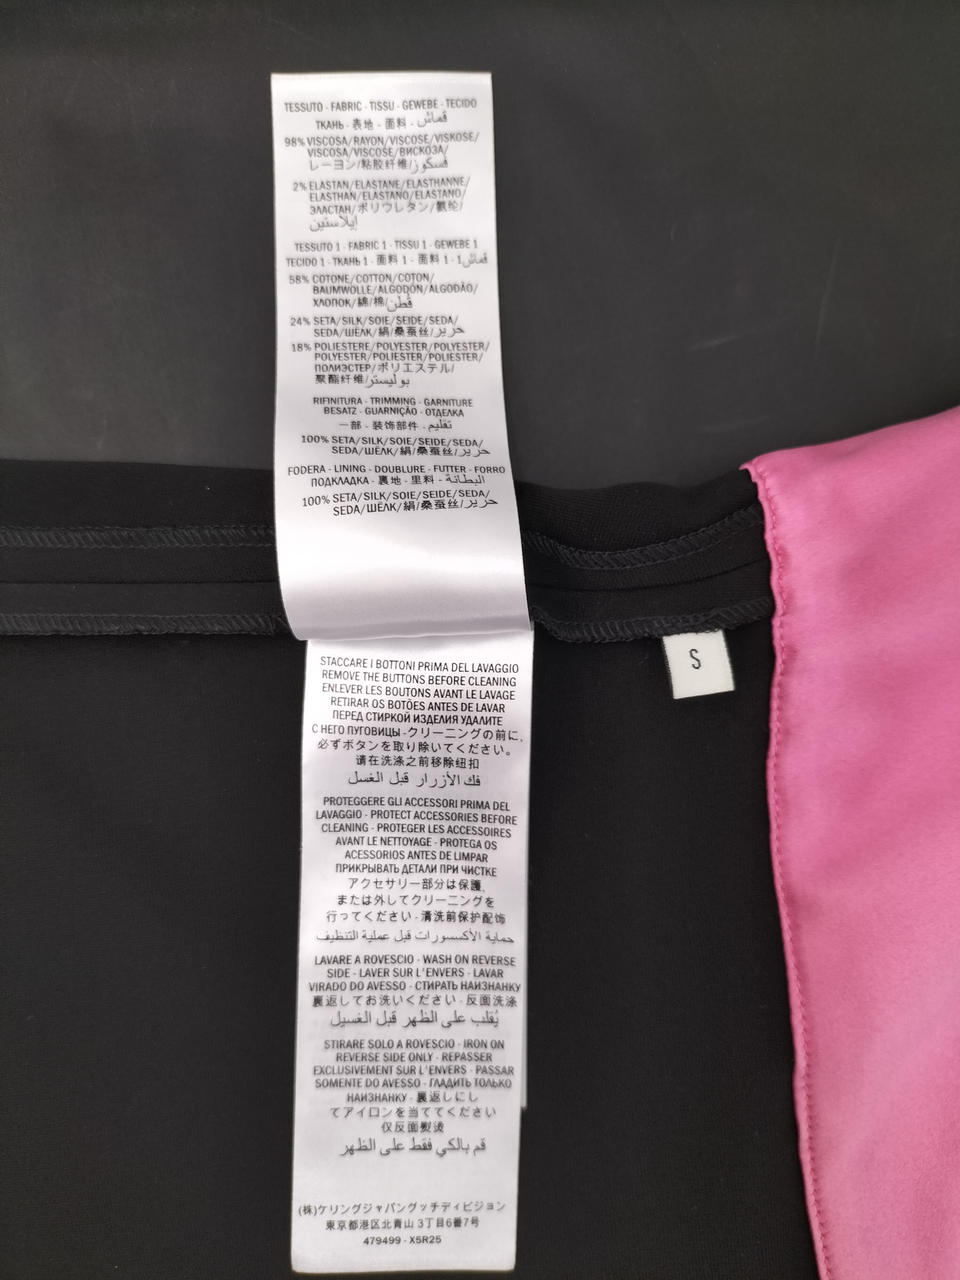 TESSUTO - FABRIC - TISSU - GEWEBE - TECIDO
ТКАНЬ - 表地 - 面料 - قماش
98% VISCOSA/RAYON/VISCOSE/VISKOSE/
VISCOSA/VISCOSE/ВИСКОЗА/
レーヨン/粘胶纤维/فسكوز
2% ELASTAN/ELASTANE/ELASTHANNE/
ELASTHAN/ELASTANO/ELASTANO/
ЭЛАСТАН/ポリウレタン/氨纶/
إيلاستين
TESSUTO 1 - FABRIC 1 - TISSU 1 - GEWEBE 1
TECIDO 1 - ТКАНЬ 1 - 面料 1 - 面料 1 - 1 قماش
58% COTONE/COTTON/COTON/
BAUMWOLLE/ALGODÓN/ALGODÃO/
ХЛОПОК/綿/棉/قطن
24% SETA/SILK/SOIE/SEIDE/SEDA/
SEDA/ШЁЛК/絹/桑蚕丝/حرير
18% POLIESTERE/POLYESTER/POLYESTER/
POLYESTER/POLIESTER/POLIESTER/
ПОЛИЭСТЕР/ポリエステル/
聚酯纤维/بوليستر
RIFINITURA - TRIMMING - GARNITURE
BESATZ - GUARNIÇÃO - ОТДЕЛКА
一部 - 装饰部件 - تقليم
100% SETA/SILK/SOIE/SEIDE/SEDA/
SEDA/ШЁЛК/絹/桑蚕丝/حرير
FODERA - LINING - DOUBLURE - FUTTER - FORRO
ПОДКЛАДКА - 裏地 - 里料 - البطانة
100% SETA/SILK/SOIE/SEIDE/SEDA/
SEDA/ШЁЛК/絹/桑蚕丝/حرير
S
STACCARE I BOTTONI PRIMA DEL LAVAGGIO
REMOVE THE BUTTONS BEFORE CLEANING
ENLEVER LES BOUTONS AVANT LE LAVAGE
RETIRAR OS BOTÕES ANTES DE LAVAR
ПЕРЕД СТИРКОЙ ИЗДЕЛИЯ УДАЛИТЕ
С НЕГО ПУГОВИЦЫ - クリーニングの前に、
必ずボタンを取り除いてください。
请在洗涤之前移除纽扣
فك الأزرار قبل الغسل
PROTEGGERE GLI ACCESSORI PRIMA DEL
LAVAGGIO - PROTECT ACCESSORIES BEFORE
CLEANING - PROTEGER LES ACCESSOIRES
AVANT LE NETTOYAGE - PROTEGA OS
ACESSORIOS ANTES DE LIMPAR
ПРИКРЫВАТЬ ДЕТАЛИ ПРИ ЧИСТКЕ
アクセサリー部分は保護、
または外してクリーニングを
行ってください - 清洗前保护配饰
حماية الأكسسورات قبل عملية التنظيف
LAVARE A ROVESCIO - WASH ON REVERSE
SIDE - LAVER SUR L'ENVERS - LAVAR
VIRADO DO AVESSO - СТИРАТЬ НАИЗНАНКУ
裏返してお洗いください - 反面洗涤
يُقلب على الظهر قبل الغسيل
STIRARE SOLO A ROVESCIO - IRON ON
REVERSE SIDE ONLY - REPASSER
EXCLUSIVEMENT SUR L'ENVERS - PASSAR
SOMENTE DO AVESSO - ГЛАДИТЬ ТОЛЬКО
НАИЗНАНКУ - 裏返しにし
てアイロンを当ててください
仅反面熨烫
قم بالكي فقط على الظهر
(株)ケリングジャパングッチディビジョン
東京都港区北青山 3丁目6番7号
479499 - X5R25